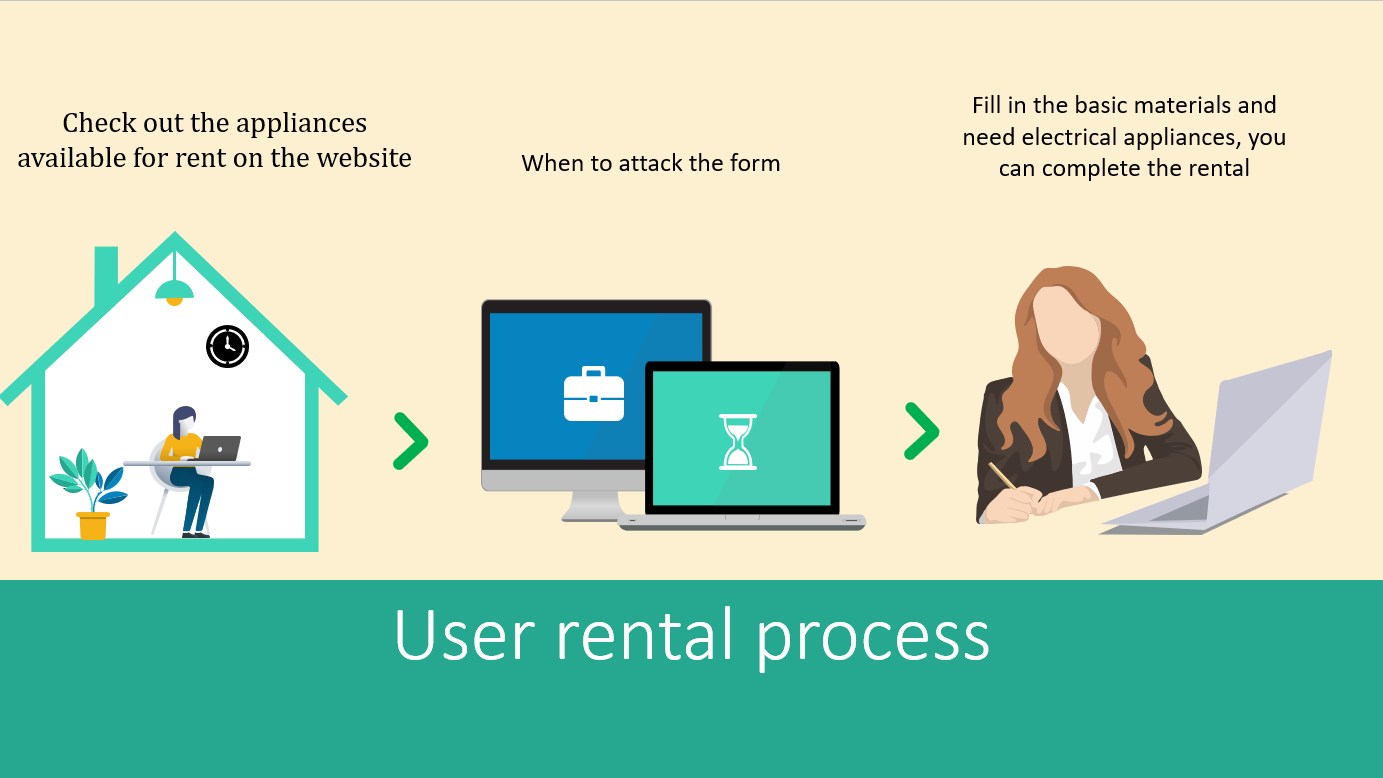 Check out the appliances
available for rent on the website
When to attack the form
Fill in the basic materials and
need electrical appliances, you
can complete the rental
User rental process